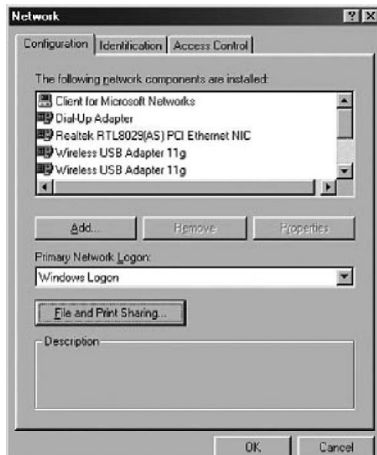 Network
Configuration Identification Access Control
The following network components are installed:
Client for Microsoft Networks
Dial-Up Adapter
Realtek RTL8029(AS) PCI Ethernet NIC
Wireless USB Adapter 11g
Wireless USB Adapter 11g
Add... Remove Properties
Primary Network Logon:
Windows Logon
File and Print Sharing...
Description
OK Cancel